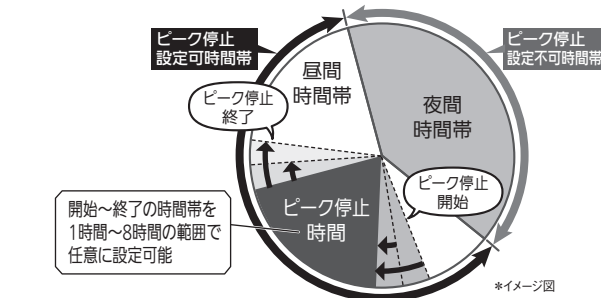 ピーク停止
設定可時間帯
ピーク停止
設定不可時間帯
昼間
時間帯
ピーク停止
終了
夜間
時間帯
ピーク停止
開始
開始～終了の時間帯を
1時間～8時間の範囲で
任意に設定可能
ピーク停止
時間
*イメージ図